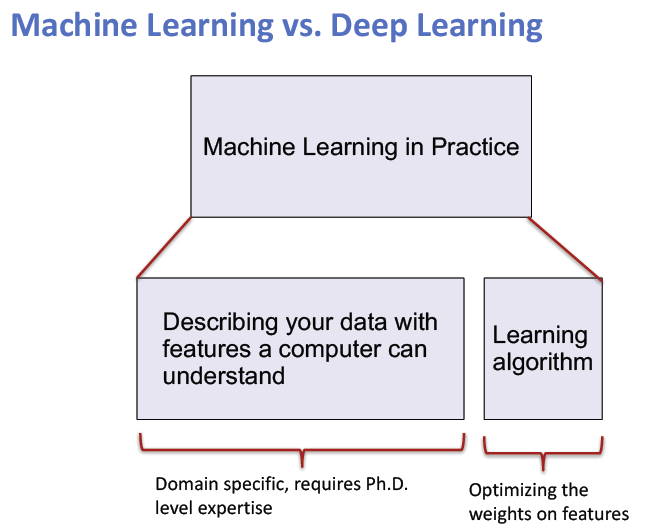 Machine Learning vs. Deep Learning
Machine Learning in Practice
Describing your data with
features a computer can
understand
Learning
algorithm
Domain specific, requires Ph.D.
level expertise
Optimizing the
weights on features